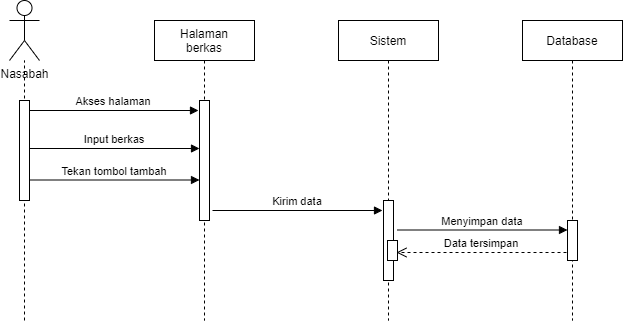 Halaman
berkas
Sistem
Database
Nasabah
Akses halaman
Input berkas
Tekan tombol tambah
Kirim data
Menyimpan data
Data tersimpan